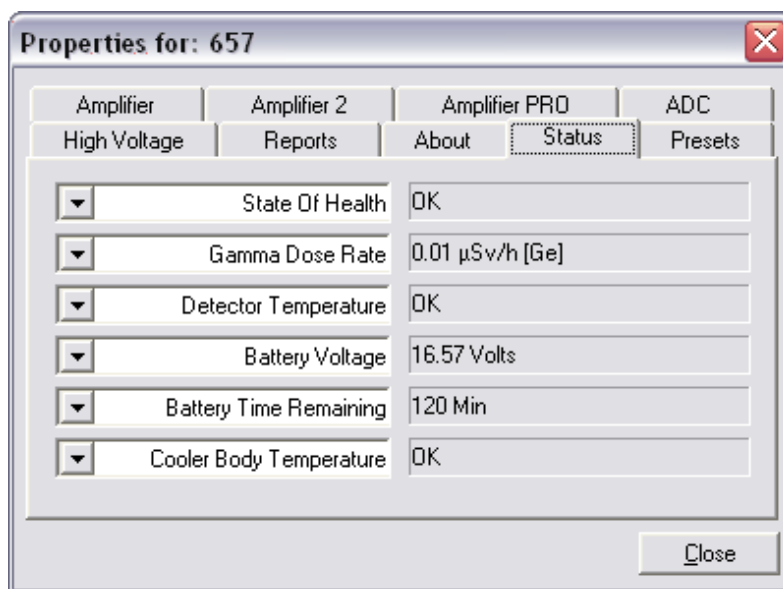 Properties for: 657
Amplifier Amplifier 2 Amplifier PRO ADC
High Voltage Reports About Status Presets
State Of Health OK
Gamma Dose Rate 0.01 µSv/h [Ge]
Detector Temperature OK
Battery Voltage 16.57 Volts
Battery Time Remaining 120 Min
Cooler Body Temperature OK
Close